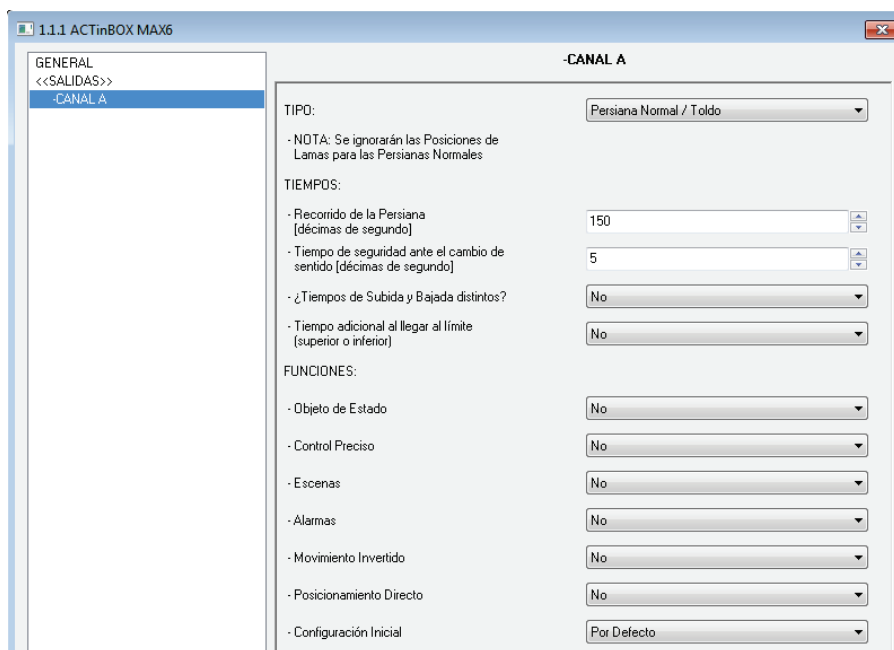 1.1.1 ACTinBOX MAX6
GENERAL
<<SALIDAS>>
-CANAL A
-CANAL A
TIPO:
Persiana Normal / Toldo
- NOTA: Se ignorarán las Posiciones de
Lamas para las Persianas Normales
TIEMPOS:
- Recorrido de la Persiana
[décimas de segundo]
150
- Tiempo de seguridad ante el cambio de
sentido [décimas de segundo]
5
- ¿Tiempos de Subida y Bajada distintos?
No
- Tiempo adicional al llegar al límite
(superior o inferior)
No
FUNCIONES:
- Objeto de Estado
No
- Control Preciso
No
- Escenas
No
- Alarmas
No
- Movimiento Invertido
No
- Posicionamiento Directo
No
- Configuración Inicial
Por Defecto